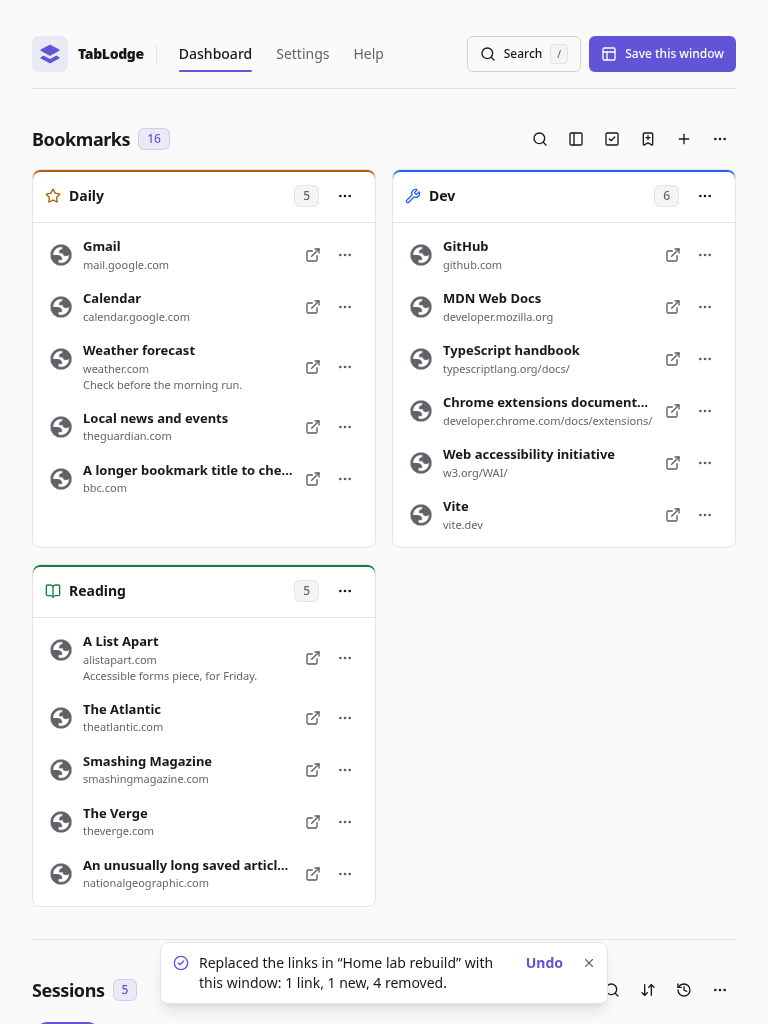 TabLodge
Dashboard
Settings
Help
Search /
Save this window
Bookmarks 16
Daily 5
Gmail
mail.google.com
Calendar
calendar.google.com
Weather forecast
weather.com
Check before the morning run.
Local news and events
theguardian.com
A longer bookmark title to che...
bbc.com
Dev 6
GitHub
github.com
MDN Web Docs
developer.mozilla.org
TypeScript handbook
typescriptlang.org/docs/
Chrome extensions document...
developer.chrome.com/docs/extensions/
Web accessibility initiative
w3.org/WAI/
Vite
vite.dev
Reading 5
A List Apart
alistapart.com
Accessible forms piece, for Friday.
The Atlantic
theatlantic.com
Smashing Magazine
smashingmagazine.com
The Verge
theverge.com
An unusually long saved articl...
nationalgeographic.com
Sessions 5
Replaced the links in “Home lab rebuild” with
this window: 1 link, 1 new, 4 removed.
Undo